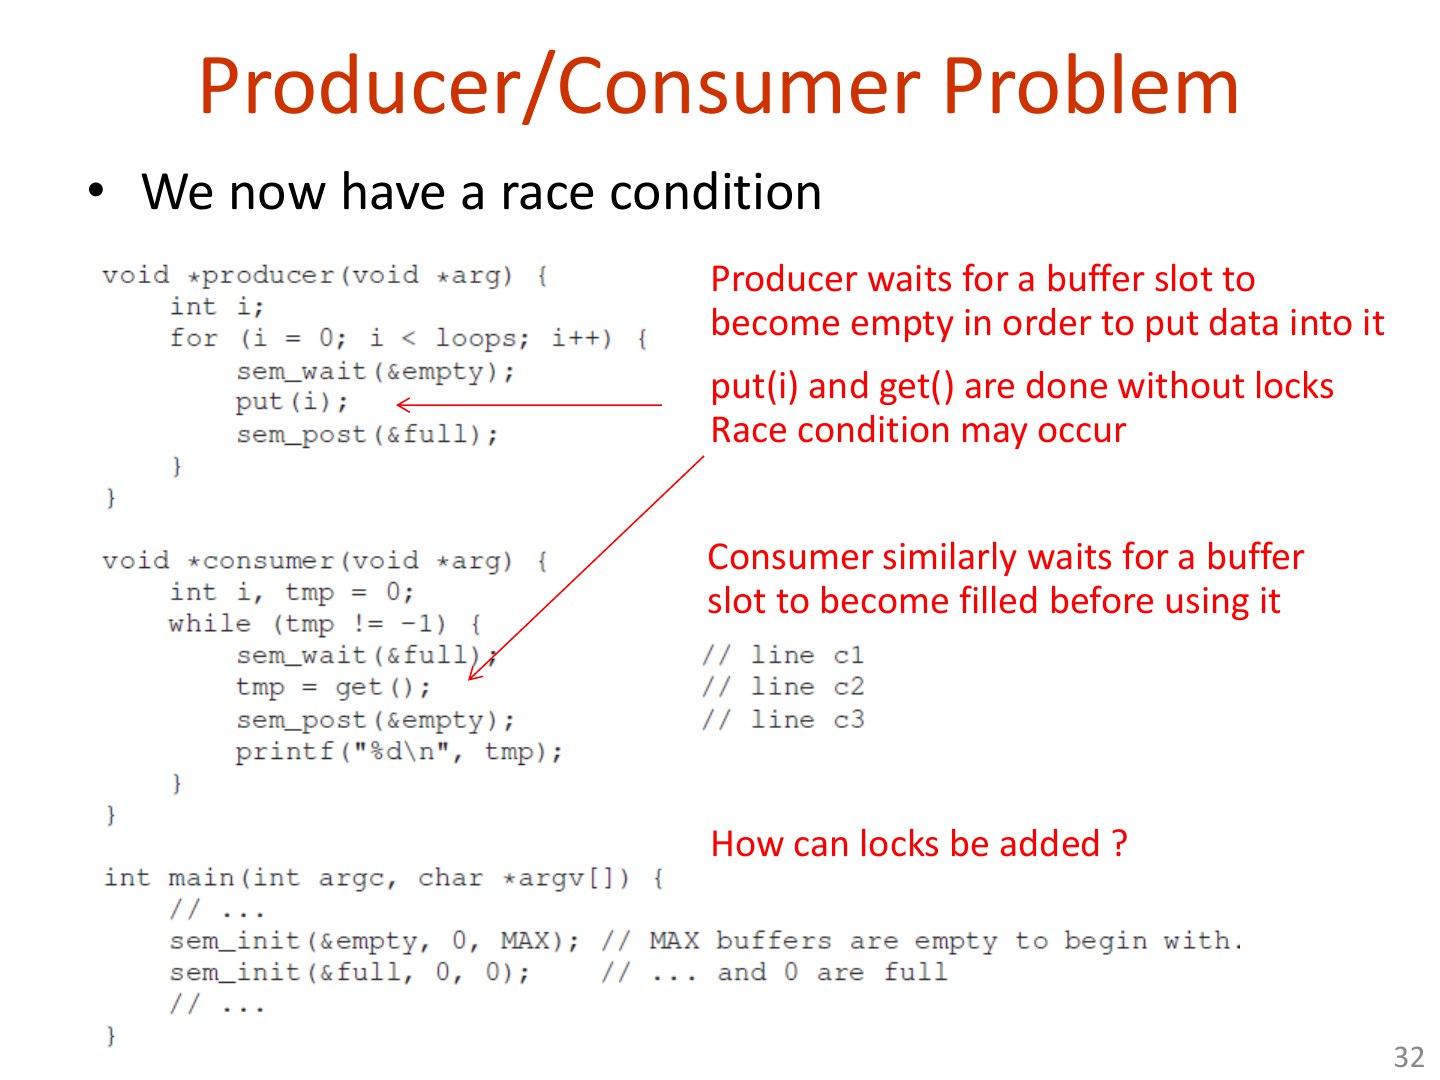 Producer/Consumer Problem
• We now have a race condition
void *producer(void *arg) {
    int i;
    for (i = 0; i < loops; i++) {
        sem_wait(&empty);
        put(i);
        sem_post(&full);
    }
}
Producer waits for a buffer slot to
become empty in order to put data into it
put(i) and get() are done without locks
Race condition may occur
void *consumer(void *arg) {
    int i, tmp = 0;
    while (tmp != -1) {
        sem_wait(&full); // line c1
        tmp = get(); // line c2
        sem_post(&empty); // line c3
        printf("%d\n", tmp);
    }
}
Consumer similarly waits for a buffer
slot to become filled before using it
How can locks be added ?
int main(int argc, char *argv[]) {
    // ...
    sem_init(&empty, 0, MAX); // MAX buffers are empty to begin with.
    sem_init(&full, 0, 0); // ... and 0 are full
    // ...
}
32